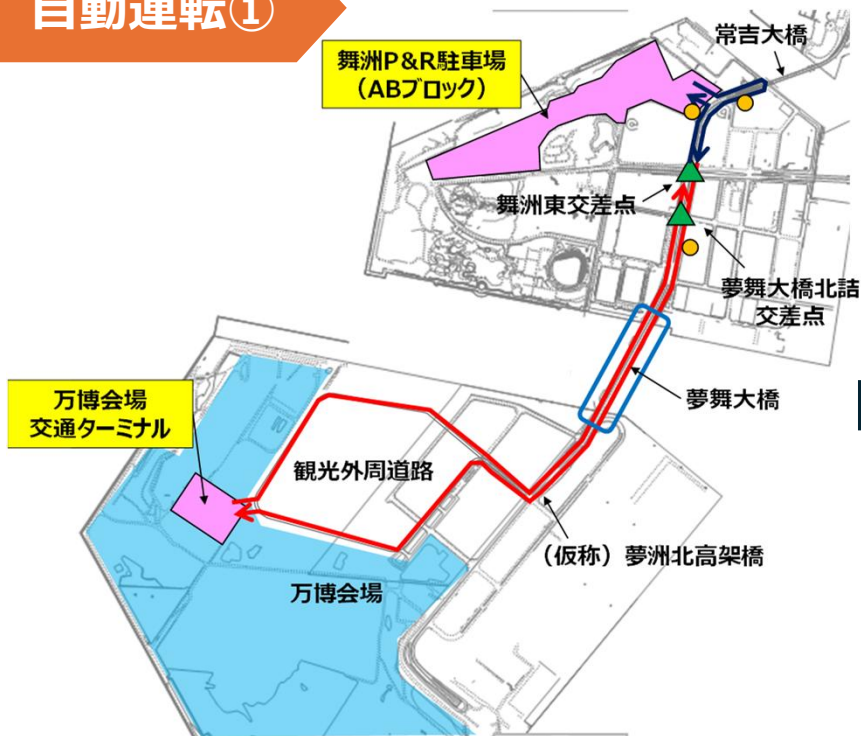 自動運転①
常吉大橋
舞洲P&R駐車場
（ABブロック）
舞洲東交差点
夢舞大橋北詰
交差点
夢舞大橋
万博会場
交通ターミナル
観光外周道路
（仮称）夢洲北高架橋
万博会場